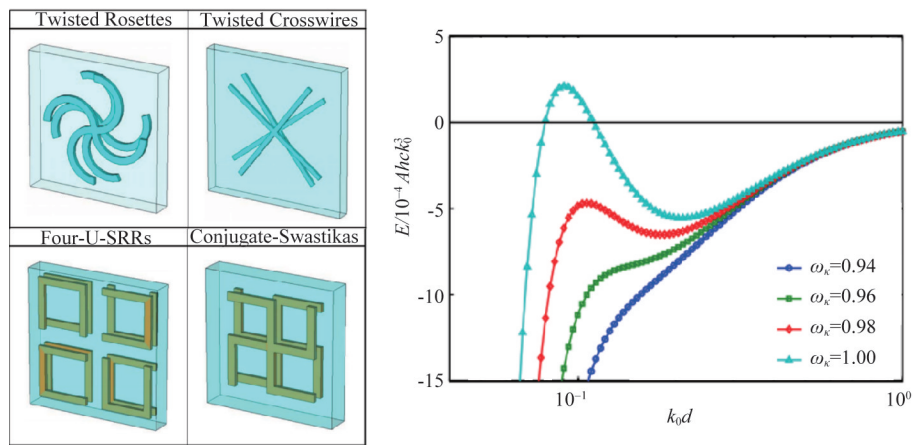 Twisted Rosettes
Twisted Crosswires
Four-U-SRRs
Conjugate-Swastikas
5
0
-5
-10
-15
E/10⁻⁴ Ahck₀³
ω_κ=0.94
ω_κ=0.96
ω_κ=0.98
ω_κ=1.00
10⁻¹
10⁰
k₀d